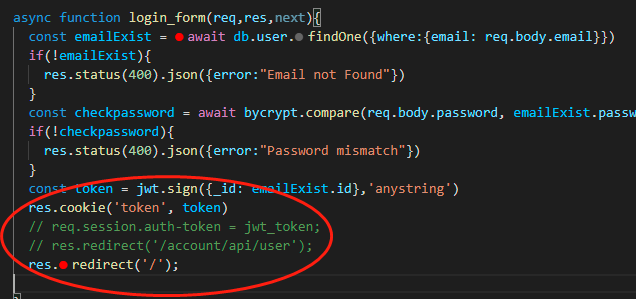 async function login_form(req,res,next){
const emailExist = await db.user.findOne({where:{email: req.body.email}})
if(!emailExist){
res.status(400).json({error:"Email not Found"})
}
const checkpassword = await bycrypt.compare(req.body.password, emailExist.passw
if(!checkpassword){
res.status(400).json({error:"Password mismatch"})
}
const token = jwt.sign({_id: emailExist.id},'anystring')
res.cookie('token', token)
// req.session.auth-token = jwt_token;
// res.redirect('/account/api/user');
res.redirect('/');
}